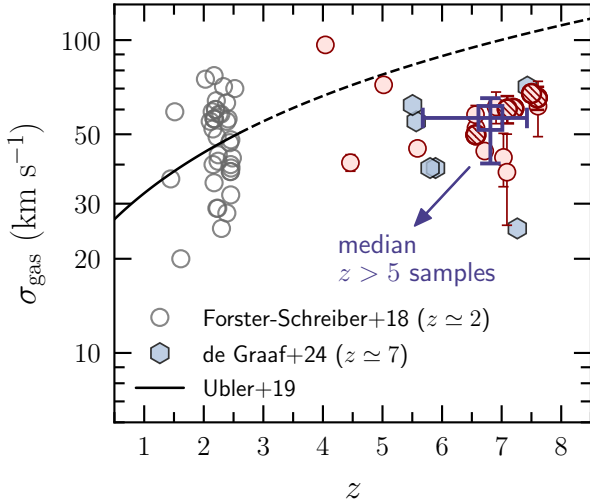 σgas (km s⁻¹)
100
50
30
20
10
median
z > 5 samples
Forster-Schreiber+18 (z ≃ 2)
de Graaf+24 (z ≃ 7)
Ubler+19
1 2 3 4 5 6 7 8
z